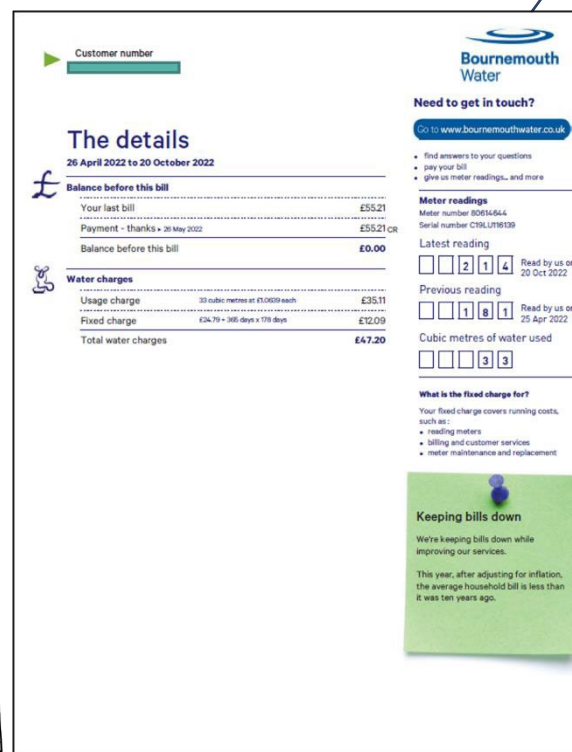 Customer number
Bournemouth
Water
The details
26 April 2022 to 20 October 2022
£
Balance before this bill
Your last bill £55.21
Payment - thanks ▸ 26 May 2022 £55.21 CR
Balance before this bill £0.00
Water charges
Usage charge 33 cubic metres at £1.0639 each £35.11
Fixed charge £24.79 ÷ 365 days x 178 days £12.09
Total water charges £47.20
Need to get in touch?
Go to www.bournemouthwater.co.uk
• find answers to your questions
• pay your bill
• give us meter readings... and more
Meter readings
Meter number 80614644
Serial number C19LU116139
Latest reading
2 1 4 Read by us on
20 Oct 2022
Previous reading
1 8 1 Read by us on
25 Apr 2022
Cubic metres of water used
3 3
What is the fixed charge for?
Your fixed charge covers running costs,
such as :
• reading meters
• billing and customer services
• meter maintenance and replacement
Keeping bills down
We're keeping bills down while
improving our services.
This year, after adjusting for inflation,
the average household bill is less than
it was ten years ago.